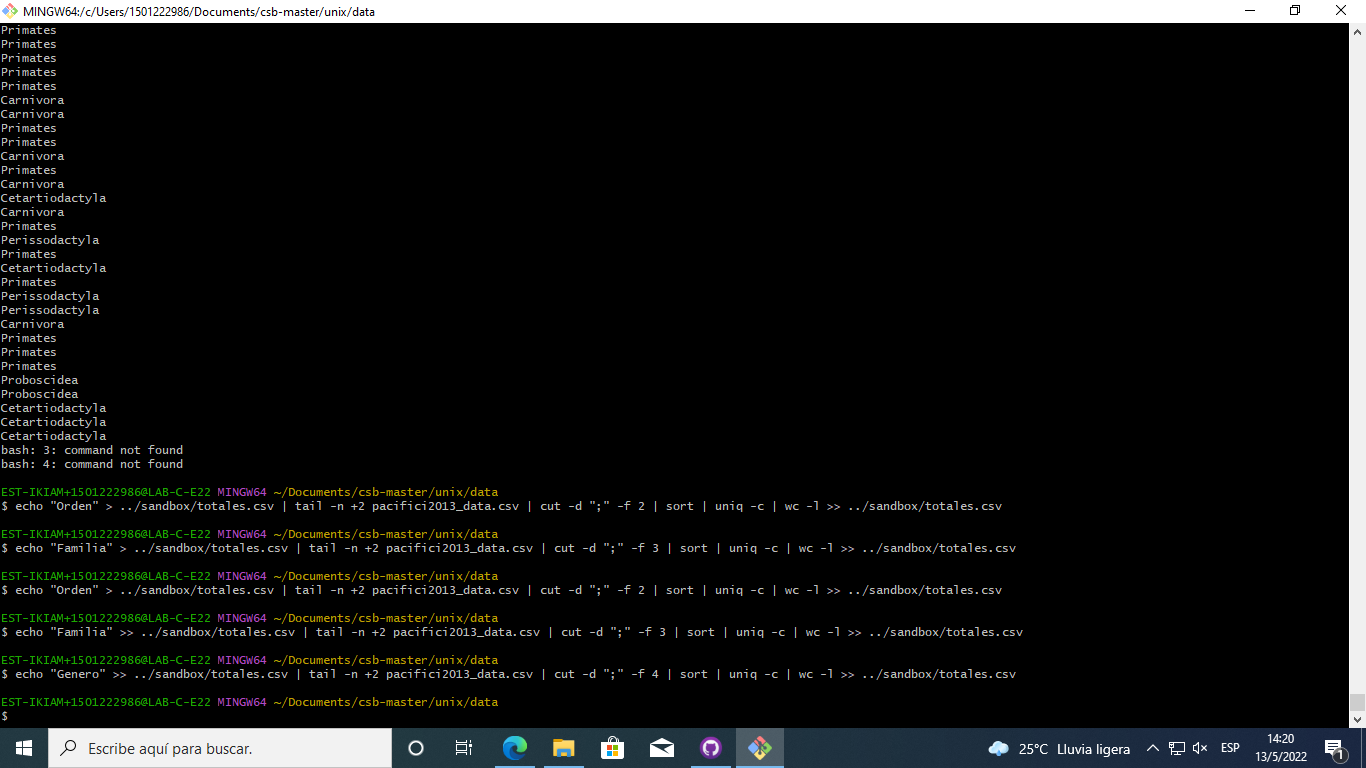 MINGW64:/c/Users/1501222986/Documents/csb-master/unix/data
Primates
Primates
Primates
Primates
Primates
Carnivora
Carnivora
Primates
Primates
Carnivora
Primates
Carnivora
Cetartiodactyla
Carnivora
Primates
Perissodactyla
Primates
Cetartiodactyla
Primates
Perissodactyla
Perissodactyla
Carnivora
Primates
Primates
Primates
Proboscidea
Proboscidea
Cetartiodactyla
Cetartiodactyla
Cetartiodactyla
bash: 3: command not found
bash: 4: command not found
EST-IKIAM+1501222986@LAB-C-E22 MINGW64 ~/Documents/csb-master/unix/data
$ echo "Orden" > ../sandbox/totales.csv | tail -n +2 pacifici2013_data.csv | cut -d ";" -f 2 | sort | uniq -c | wc -l >> ../sandbox/totales.csv
EST-IKIAM+1501222986@LAB-C-E22 MINGW64 ~/Documents/csb-master/unix/data
$ echo "Familia" > ../sandbox/totales.csv | tail -n +2 pacifici2013_data.csv | cut -d ";" -f 3 | sort | uniq -c | wc -l >> ../sandbox/totales.csv
EST-IKIAM+1501222986@LAB-C-E22 MINGW64 ~/Documents/csb-master/unix/data
$ echo "Orden" > ../sandbox/totales.csv | tail -n +2 pacifici2013_data.csv | cut -d ";" -f 2 | sort | uniq -c | wc -l >> ../sandbox/totales.csv
EST-IKIAM+1501222986@LAB-C-E22 MINGW64 ~/Documents/csb-master/unix/data
$ echo "Familia" >> ../sandbox/totales.csv | tail -n +2 pacifici2013_data.csv | cut -d ";" -f 3 | sort | uniq -c | wc -l >> ../sandbox/totales.csv
EST-IKIAM+1501222986@LAB-C-E22 MINGW64 ~/Documents/csb-master/unix/data
$ echo "Genero" >> ../sandbox/totales.csv | tail -n +2 pacifici2013_data.csv | cut -d ";" -f 4 | sort | uniq -c | wc -l >> ../sandbox/totales.csv
EST-IKIAM+1501222986@LAB-C-E22 MINGW64 ~/Documents/csb-master/unix/data
$
Escribe aquí para buscar.
25°C Lluvia ligera
ESP
14:20
13/5/2022
1